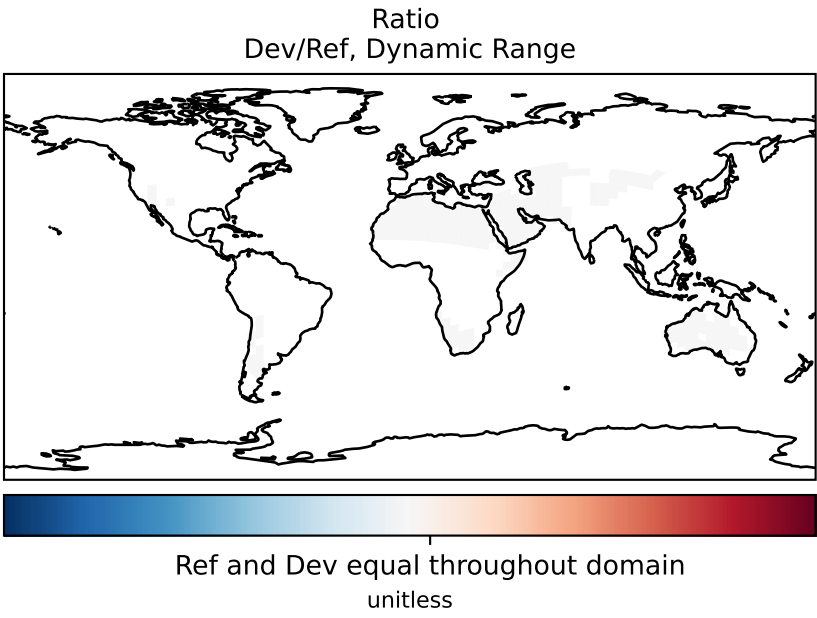 Ratio
Dev/Ref, Dynamic Range
Ref and Dev equal throughout domain
unitless